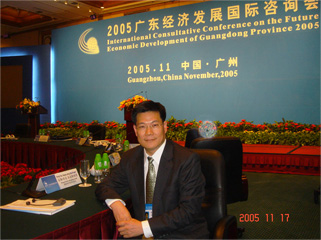 2005广东经济发展国际咨询会
International Consultative Conference on the Future
Economic Development of Guangdong Province 2005
2005.11 中国·广州
Guangzhou,China November,2005
2005 11 17